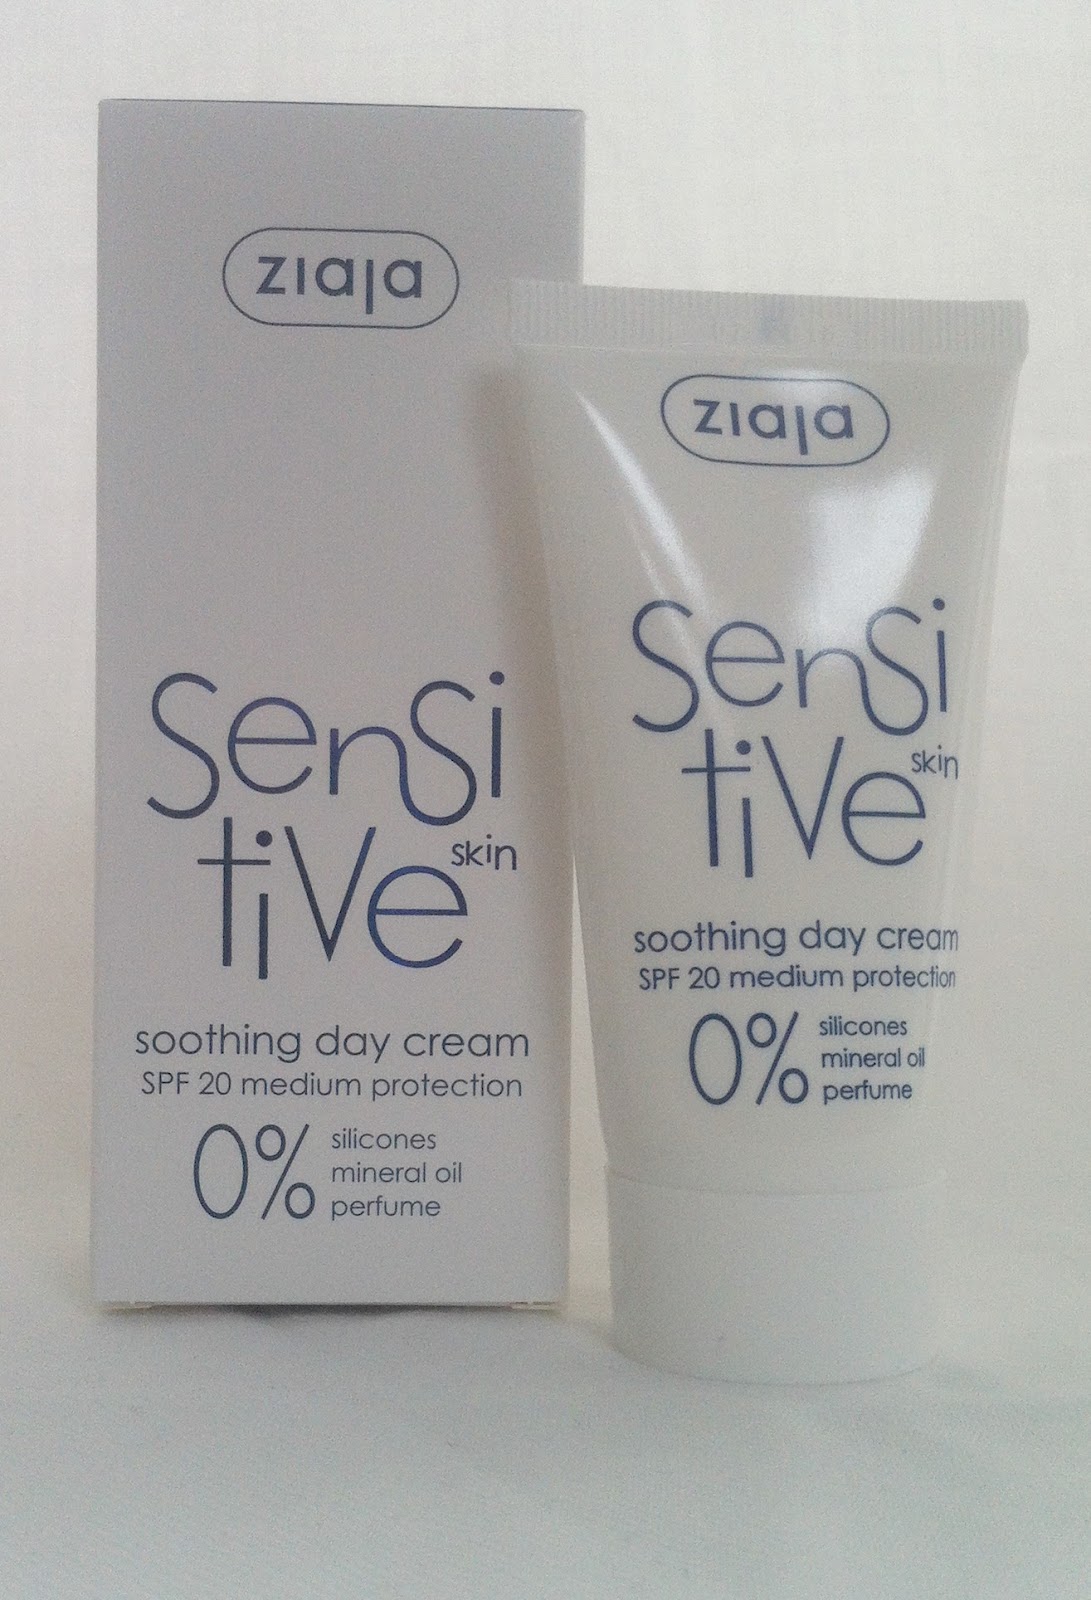 ziaja
Sensi
tive skin
soothing day cream
SPF 20 medium protection
0% silicones
mineral oil
perfume
ziaja
Sensi
tive skin
soothing day cream
SPF 20 medium protection
0% silicones
mineral oil
perfume